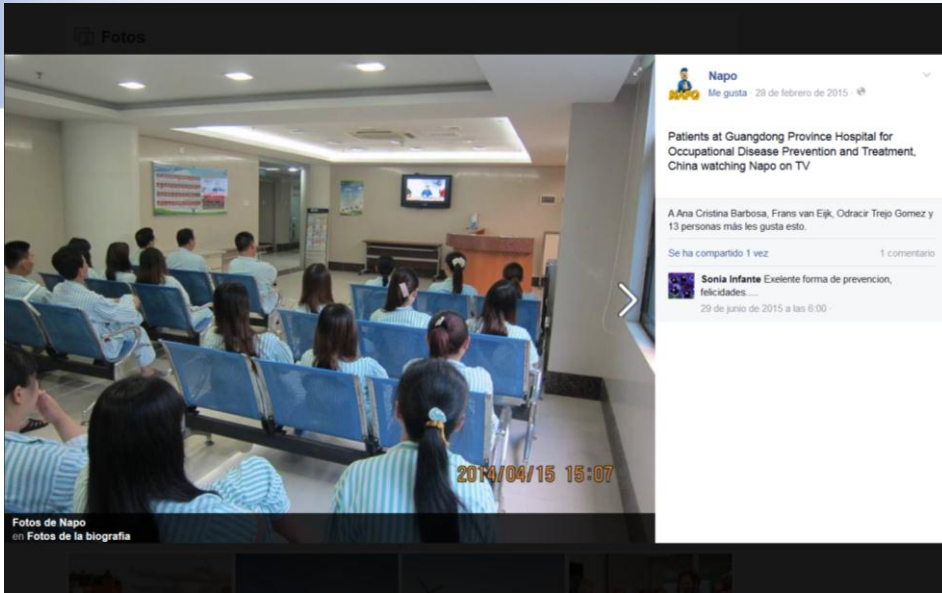 Fotos
Napo
Me gusta · 28 de febrero de 2015 ·
Patients at Guangdong Province Hospital for
Occupational Disease Prevention and Treatment,
China watching Napo on TV
A Ana Cristina Barbosa, Frans van Eijk, Odracir Trejo Gomez y
13 personas más les gusta esto.
Se ha compartido 1 vez
1 comentario
Sonia Infante Exelente forma de prevencion,
felicidades.....
29 de junio de 2015 a las 6:00 ·
2014/04/15 15:07
Fotos de Napo
en Fotos de la biografía